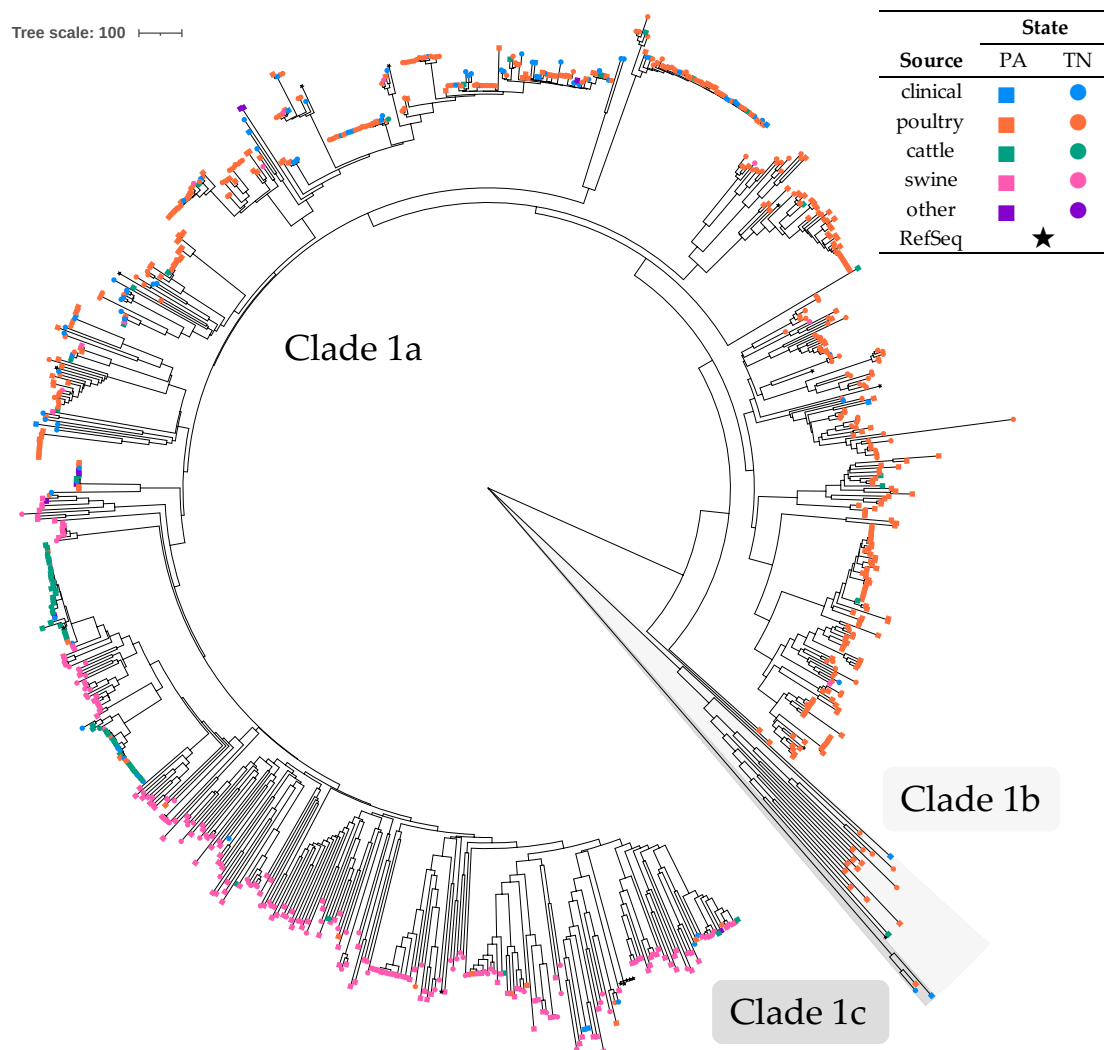 Tree scale: 100
State
Source PA TN
clinical
poultry
cattle
swine
other
RefSeq
Clade 1a
Clade 1b
Clade 1c